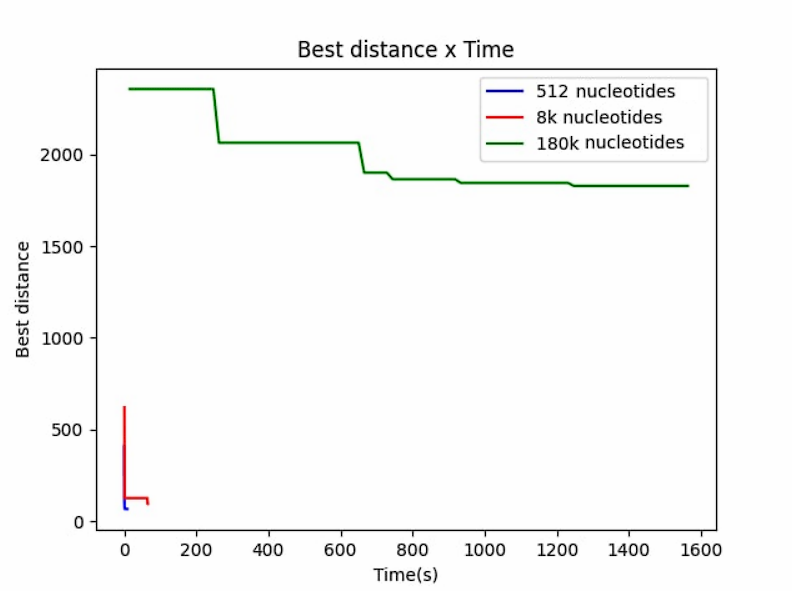 Best distance x Time
512 nucleotides
8k nucleotides
180k nucleotides
2000
1500
1000
500
0
Best distance
0 200 400 600 800 1000 1200 1400 1600
Time(s)